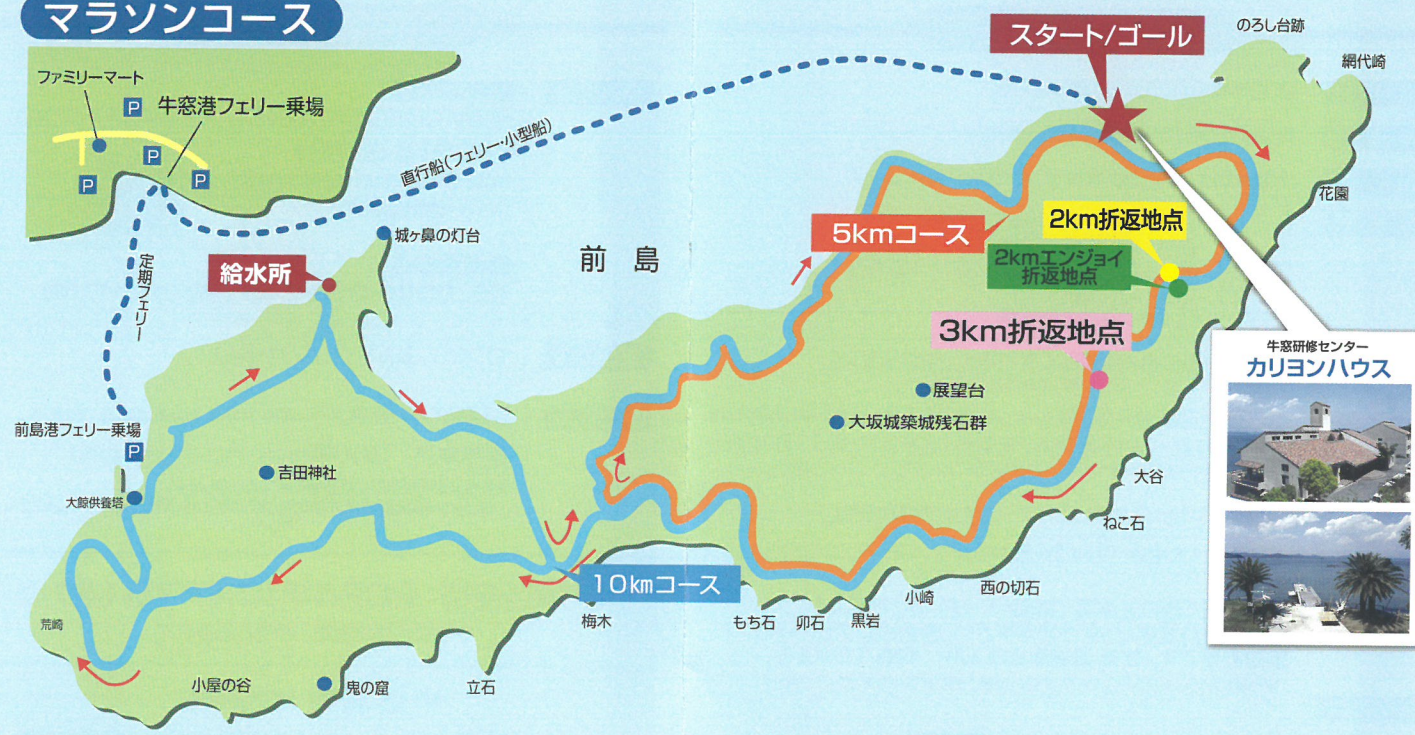 マラソンコース
ファミリーマート
P
牛窓港フェリー乗場
P
P
P
直行船(フェリー・小型船)
定期フェリー
城ヶ鼻の灯台
給水所
前島
スタート/ゴール
のろし台跡
網代崎
花園
5kmコース
2km折返地点
2kmエンジョイ
折返地点
3km折返地点
牛窓研修センター
カリヨンハウス
展望台
大坂城築城残石群
前島港フェリー乗場
P
吉田神社
大餘供養塔
大谷
ねこ石
西の切石
小崎
黒岩
卯石
もち石
梅木
10kmコース
荒崎
小屋の谷
鬼の窟
立石